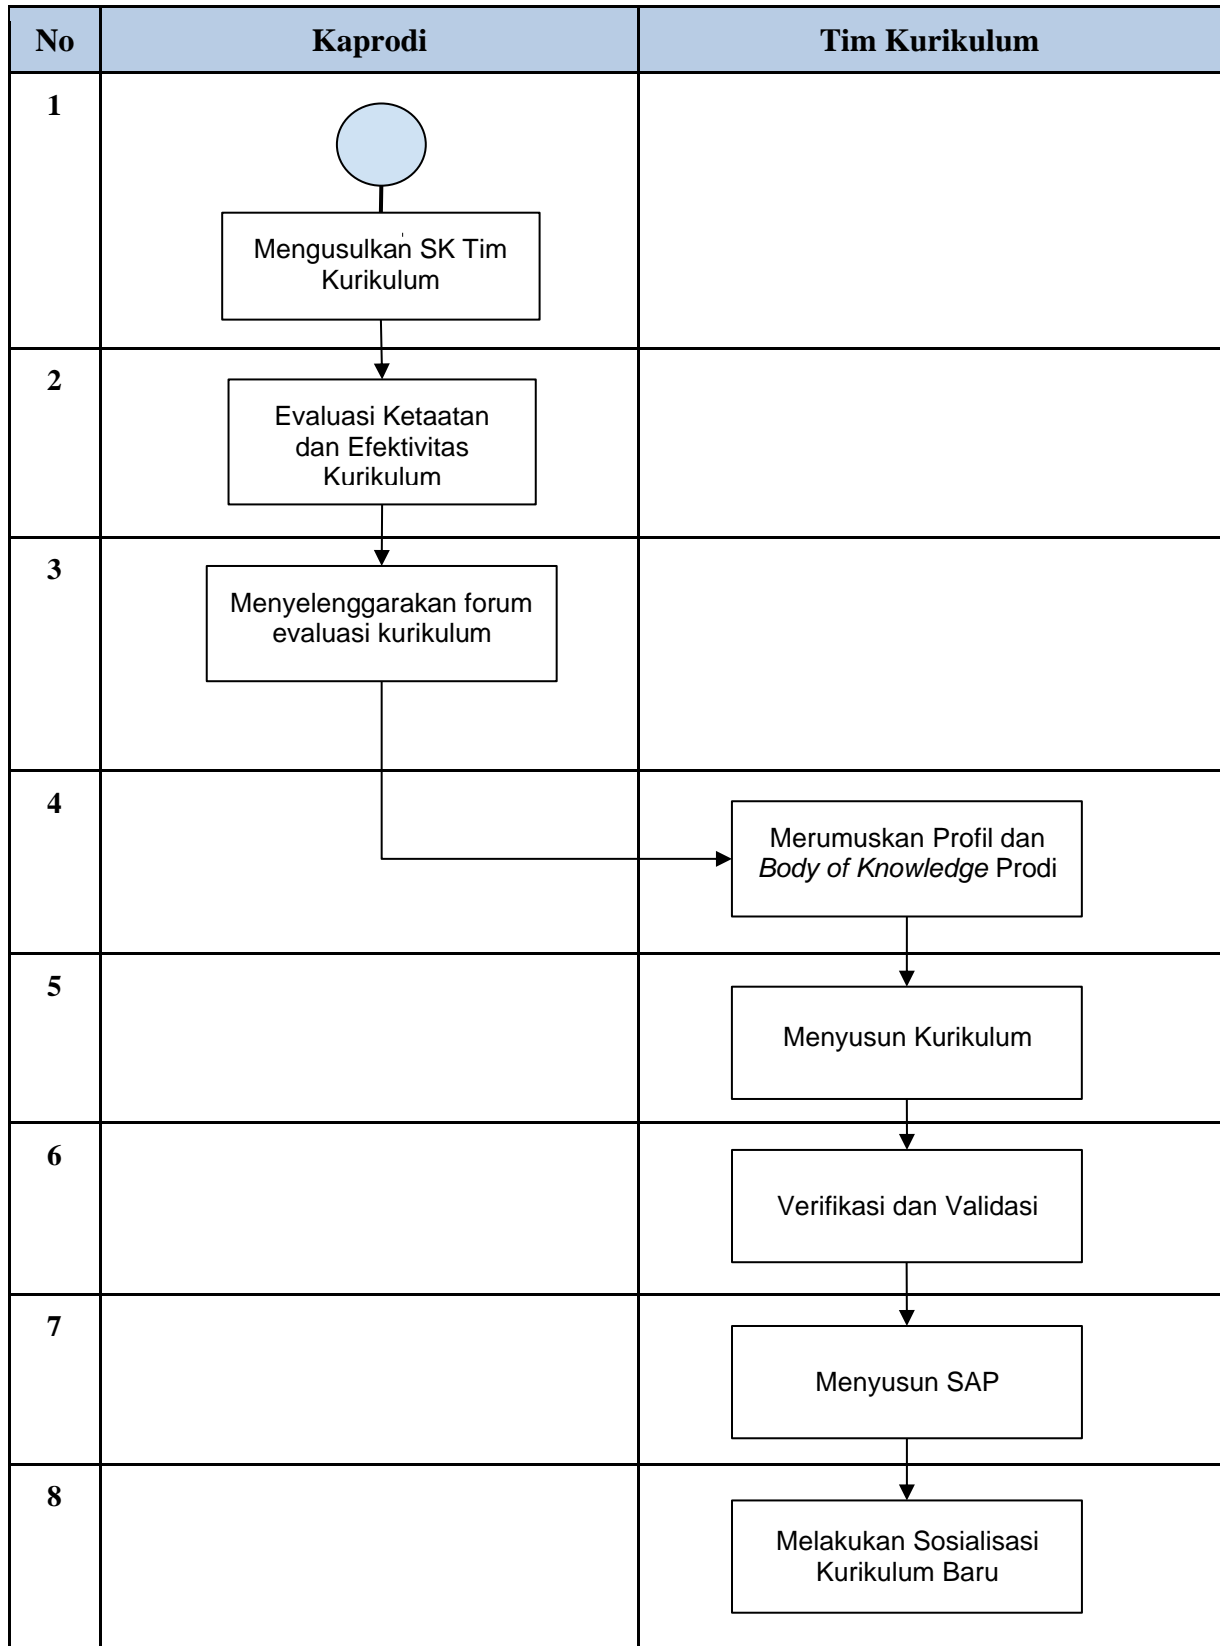 No
Kaprodi
Tim Kurikulum
1
Mengusulkan SK Tim
Kurikulum
2
Evaluasi Ketaatan
dan Efektivitas
Kurikulum
3
Menyelenggarakan forum
evaluasi kurikulum
4
Merumuskan Profil dan
Body of Knowledge Prodi
5
Menyusun Kurikulum
6
Verifikasi dan Validasi
7
Menyusun SAP
8
Melakukan Sosialisasi
Kurikulum Baru